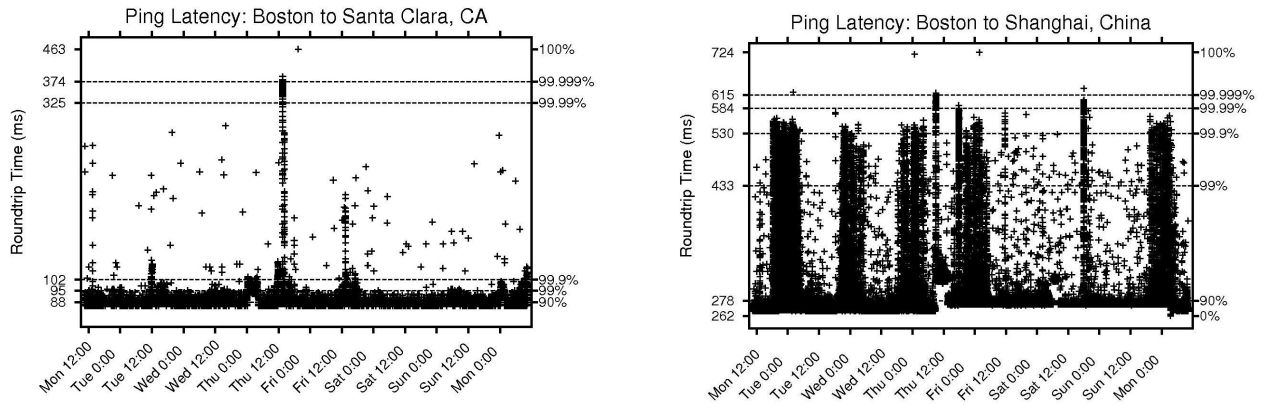 Ping Latency: Boston to Santa Clara, CA
463
374
325
102
95
88
100%
99.999%
99.99%
99.9%
99%
90%
Roundtrip Time (ms)
Mon 12:00
Tue 0:00
Tue 12:00
Wed 0:00
Wed 12:00
Thu 0:00
Thu 12:00
Fri 0:00
Fri 12:00
Sat 0:00
Sat 12:00
Sun 0:00
Sun 12:00
Mon 0:00
Ping Latency: Boston to Shanghai, China
724
615
584
530
433
278
262
100%
99.999%
99.99%
99.9%
99%
90%
0%
Roundtrip Time (ms)
Mon 12:00
Tue 0:00
Tue 12:00
Wed 0:00
Wed 12:00
Thu 0:00
Thu 12:00
Fri 0:00
Fri 12:00
Sat 0:00
Sat 12:00
Sun 0:00
Sun 12:00
Mon 0:00